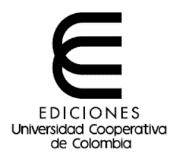 EDICIONES
Universidad Cooperativa
de Colombia